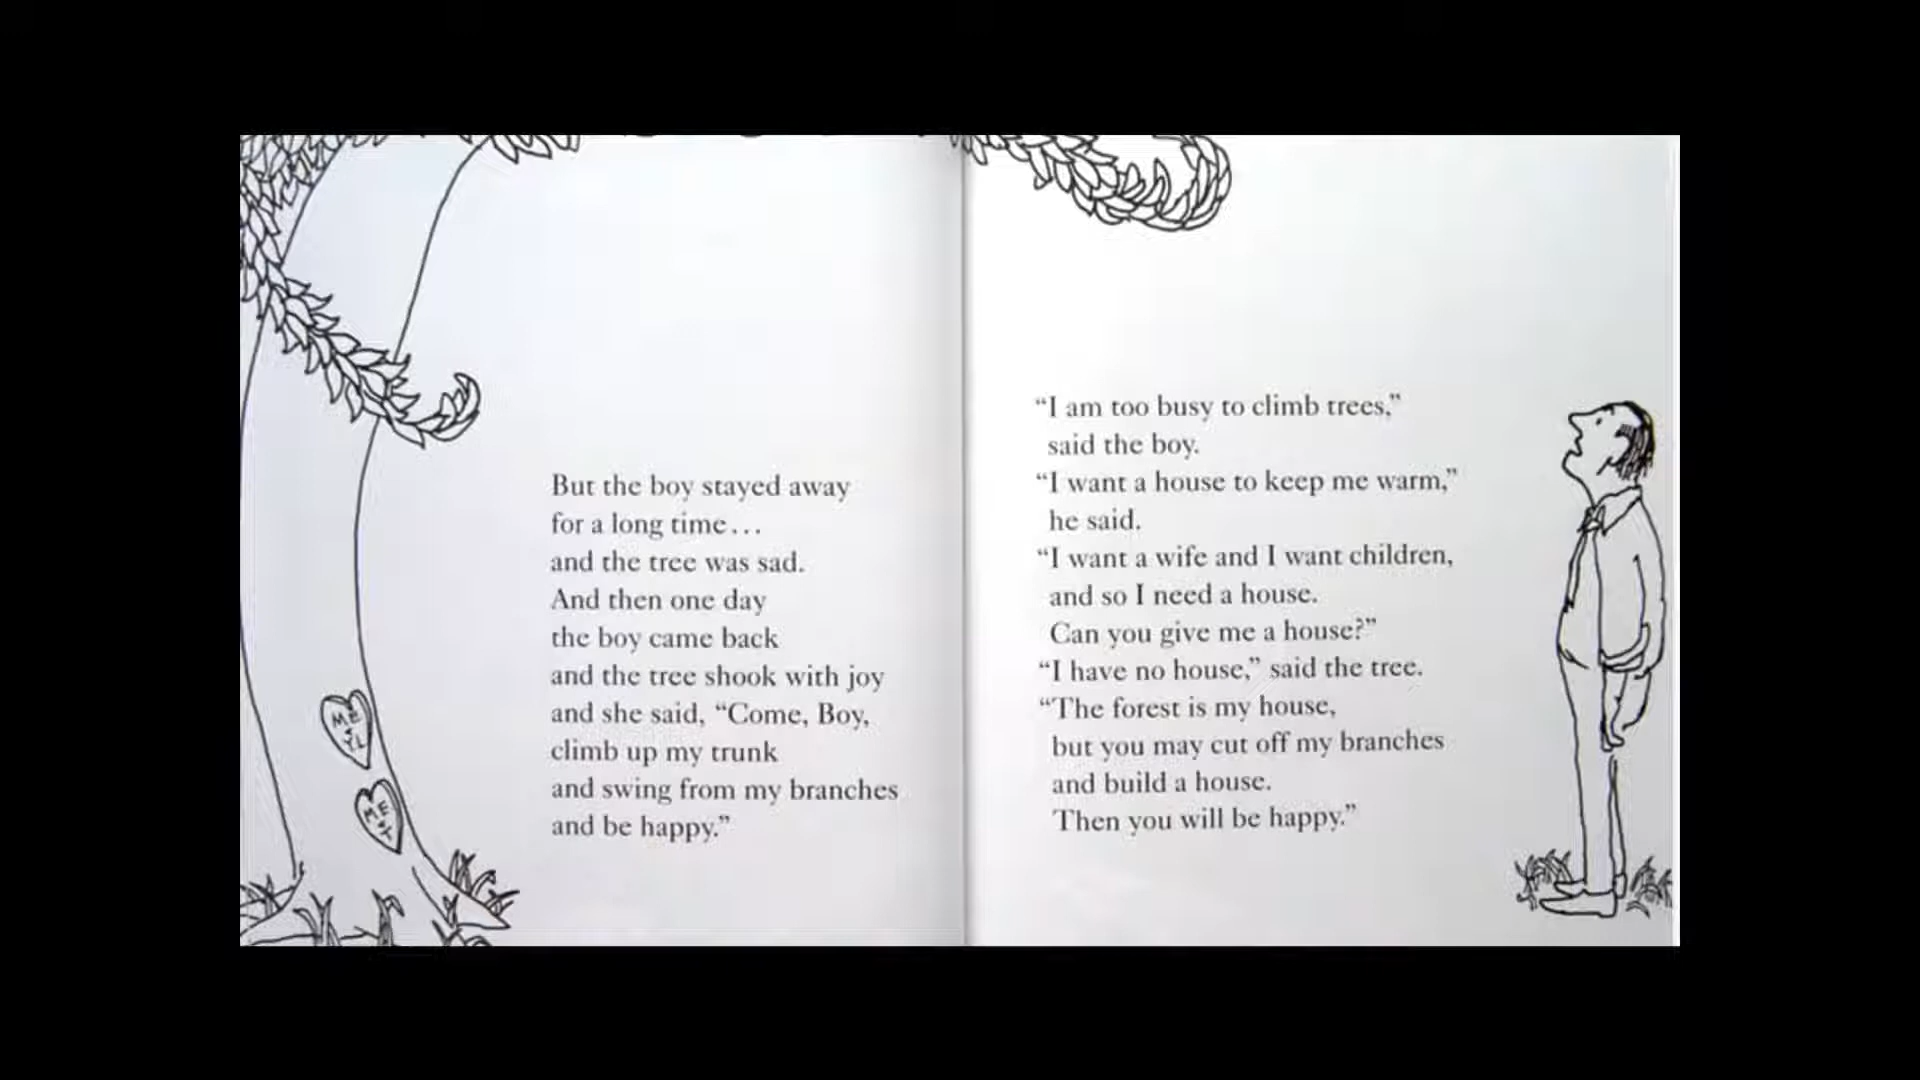 But the boy stayed away
for a long time...
and the tree was sad.
And then one day
the boy came back
and the tree shook with joy
and she said, “Come, Boy,
climb up my trunk
and swing from my branches
and be happy.”
“I am too busy to climb trees,”
said the boy.
“I want a house to keep me warm,”
he said.
“I want a wife and I want children,
and so I need a house.
Can you give me a house?”
“I have no house,” said the tree.
“The forest is my house,
but you may cut off my branches
and build a house.
Then you will be happy.”
ME
+
Y.L.
ME
+
T